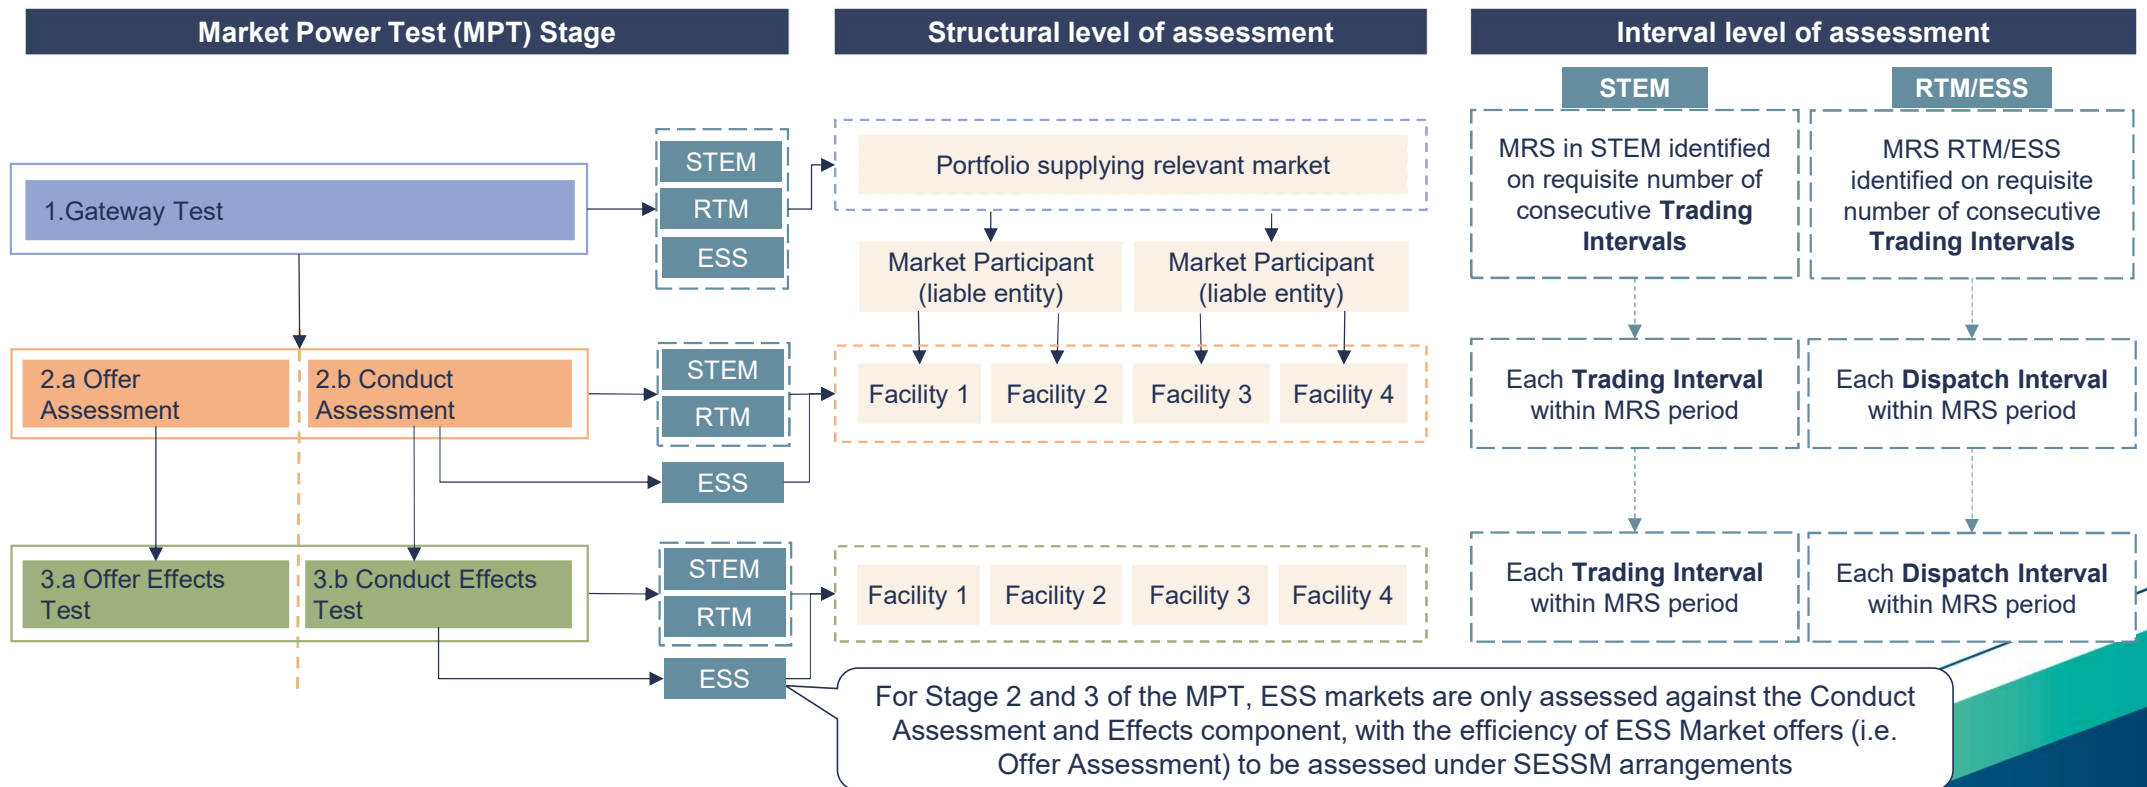 Market Power Test (MPT) Stage
Structural level of assessment
Interval level of assessment
STEM
RTM/ESS
1.Gateway Test
STEM
RTM
ESS
Portfolio supplying relevant market
Market Participant
(liable entity)
Market Participant
(liable entity)
MRS in STEM identified
on requisite number of
consecutive Trading
Intervals
MRS RTM/ESS
identified on requisite
number of consecutive
Trading Intervals
2.a Offer
Assessment
2.b Conduct
Assessment
STEM
RTM
ESS
Facility 1
Facility 2
Facility 3
Facility 4
Each Trading Interval
within MRS period
Each Dispatch Interval
within MRS period
3.a Offer Effects
Test
3.b Conduct Effects
Test
STEM
RTM
ESS
Facility 1
Facility 2
Facility 3
Facility 4
Each Trading Interval
within MRS period
Each Dispatch Interval
within MRS period
For Stage 2 and 3 of the MPT, ESS markets are only assessed against the Conduct
Assessment and Effects component, with the efficiency of ESS Market offers (i.e.
Offer Assessment) to be assessed under SESSM arrangements